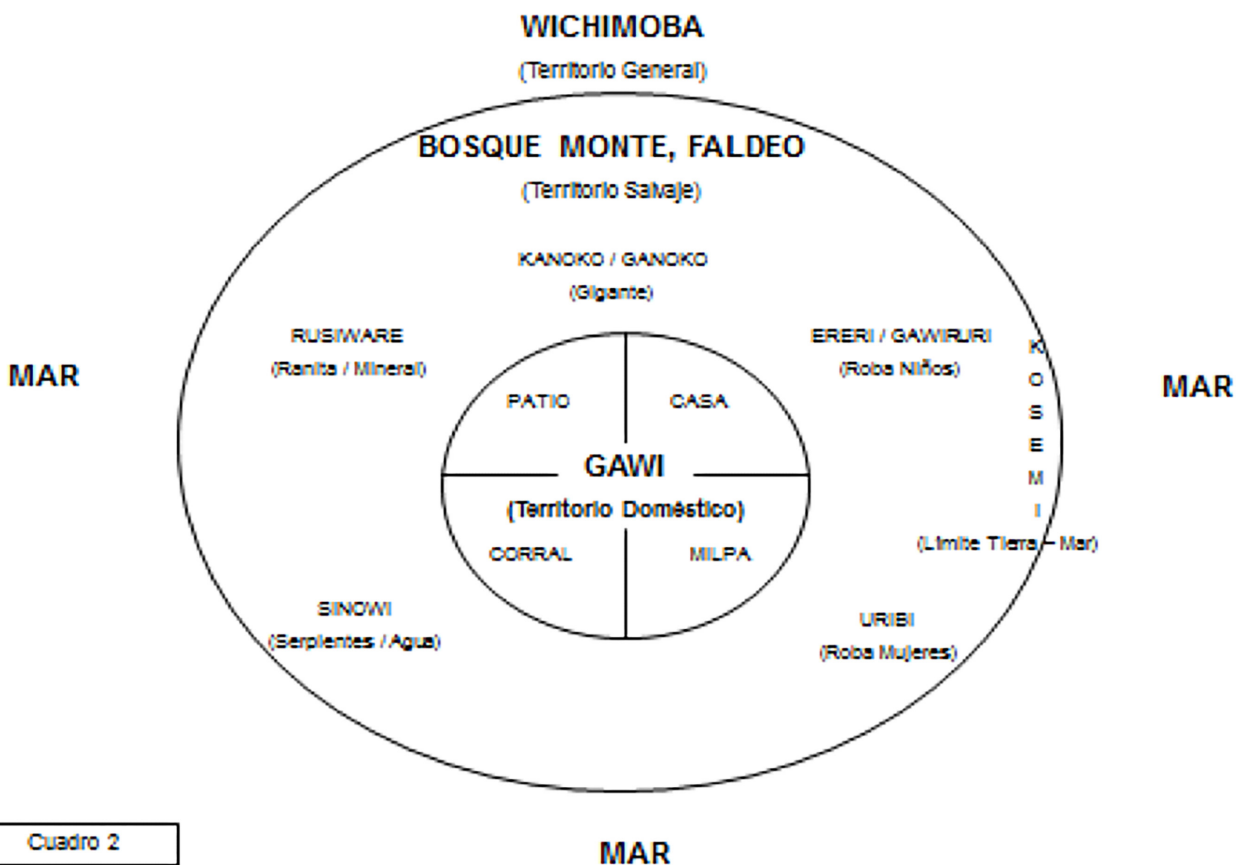 WICHIMOBA
(Territorio General)
BOSQUE MONTE, FALDEO
(Territorio Salvaje)
KANOKO / GANOKO
(Gigante)
RUSIWARE
(Ranita / Mineral)
ERERI / GAWIRURI
(Roba Niños)
KOSEMI
(Límite Tierra - Mar)
MAR
MAR
PATIO
CASA
GAWI
(Territorio Doméstico)
CORRAL
MILPA
SINOWI
(Serpientes / Agua)
URIBI
(Roba Mujeres)
Cuadro 2
MAR